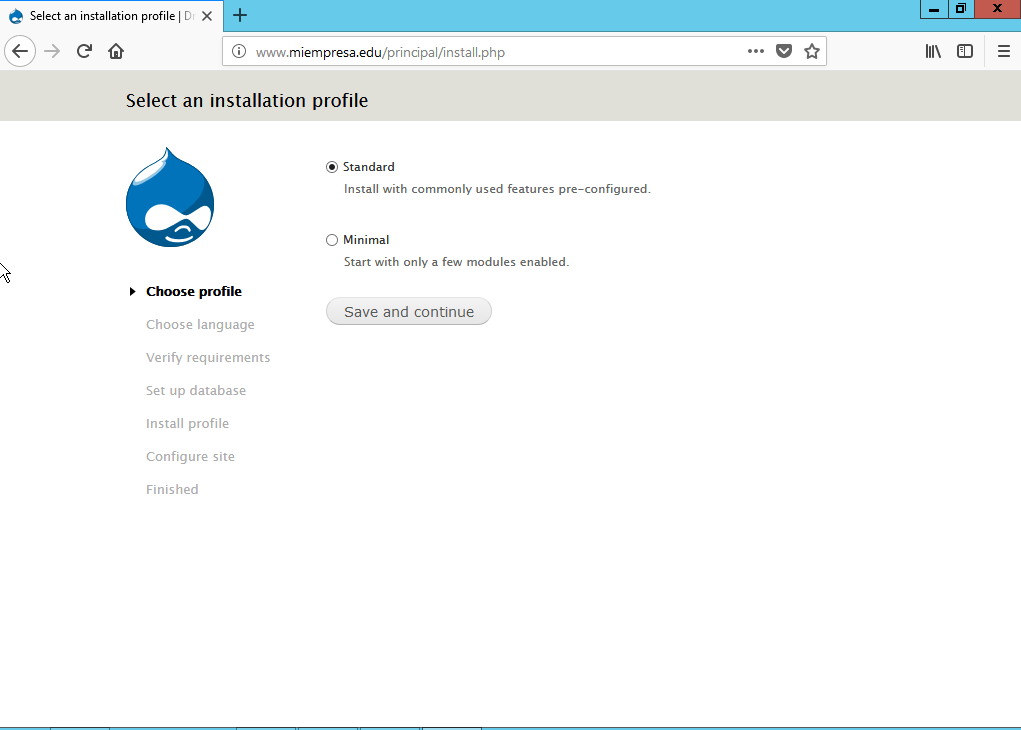 Select an installation profile | Dr
www.miempresa.edu/principal/install.php
Select an installation profile
Standard
Install with commonly used features pre-configured.
Minimal
Start with only a few modules enabled.
Save and continue
Choose profile
Choose language
Verify requirements
Set up database
Install profile
Configure site
Finished